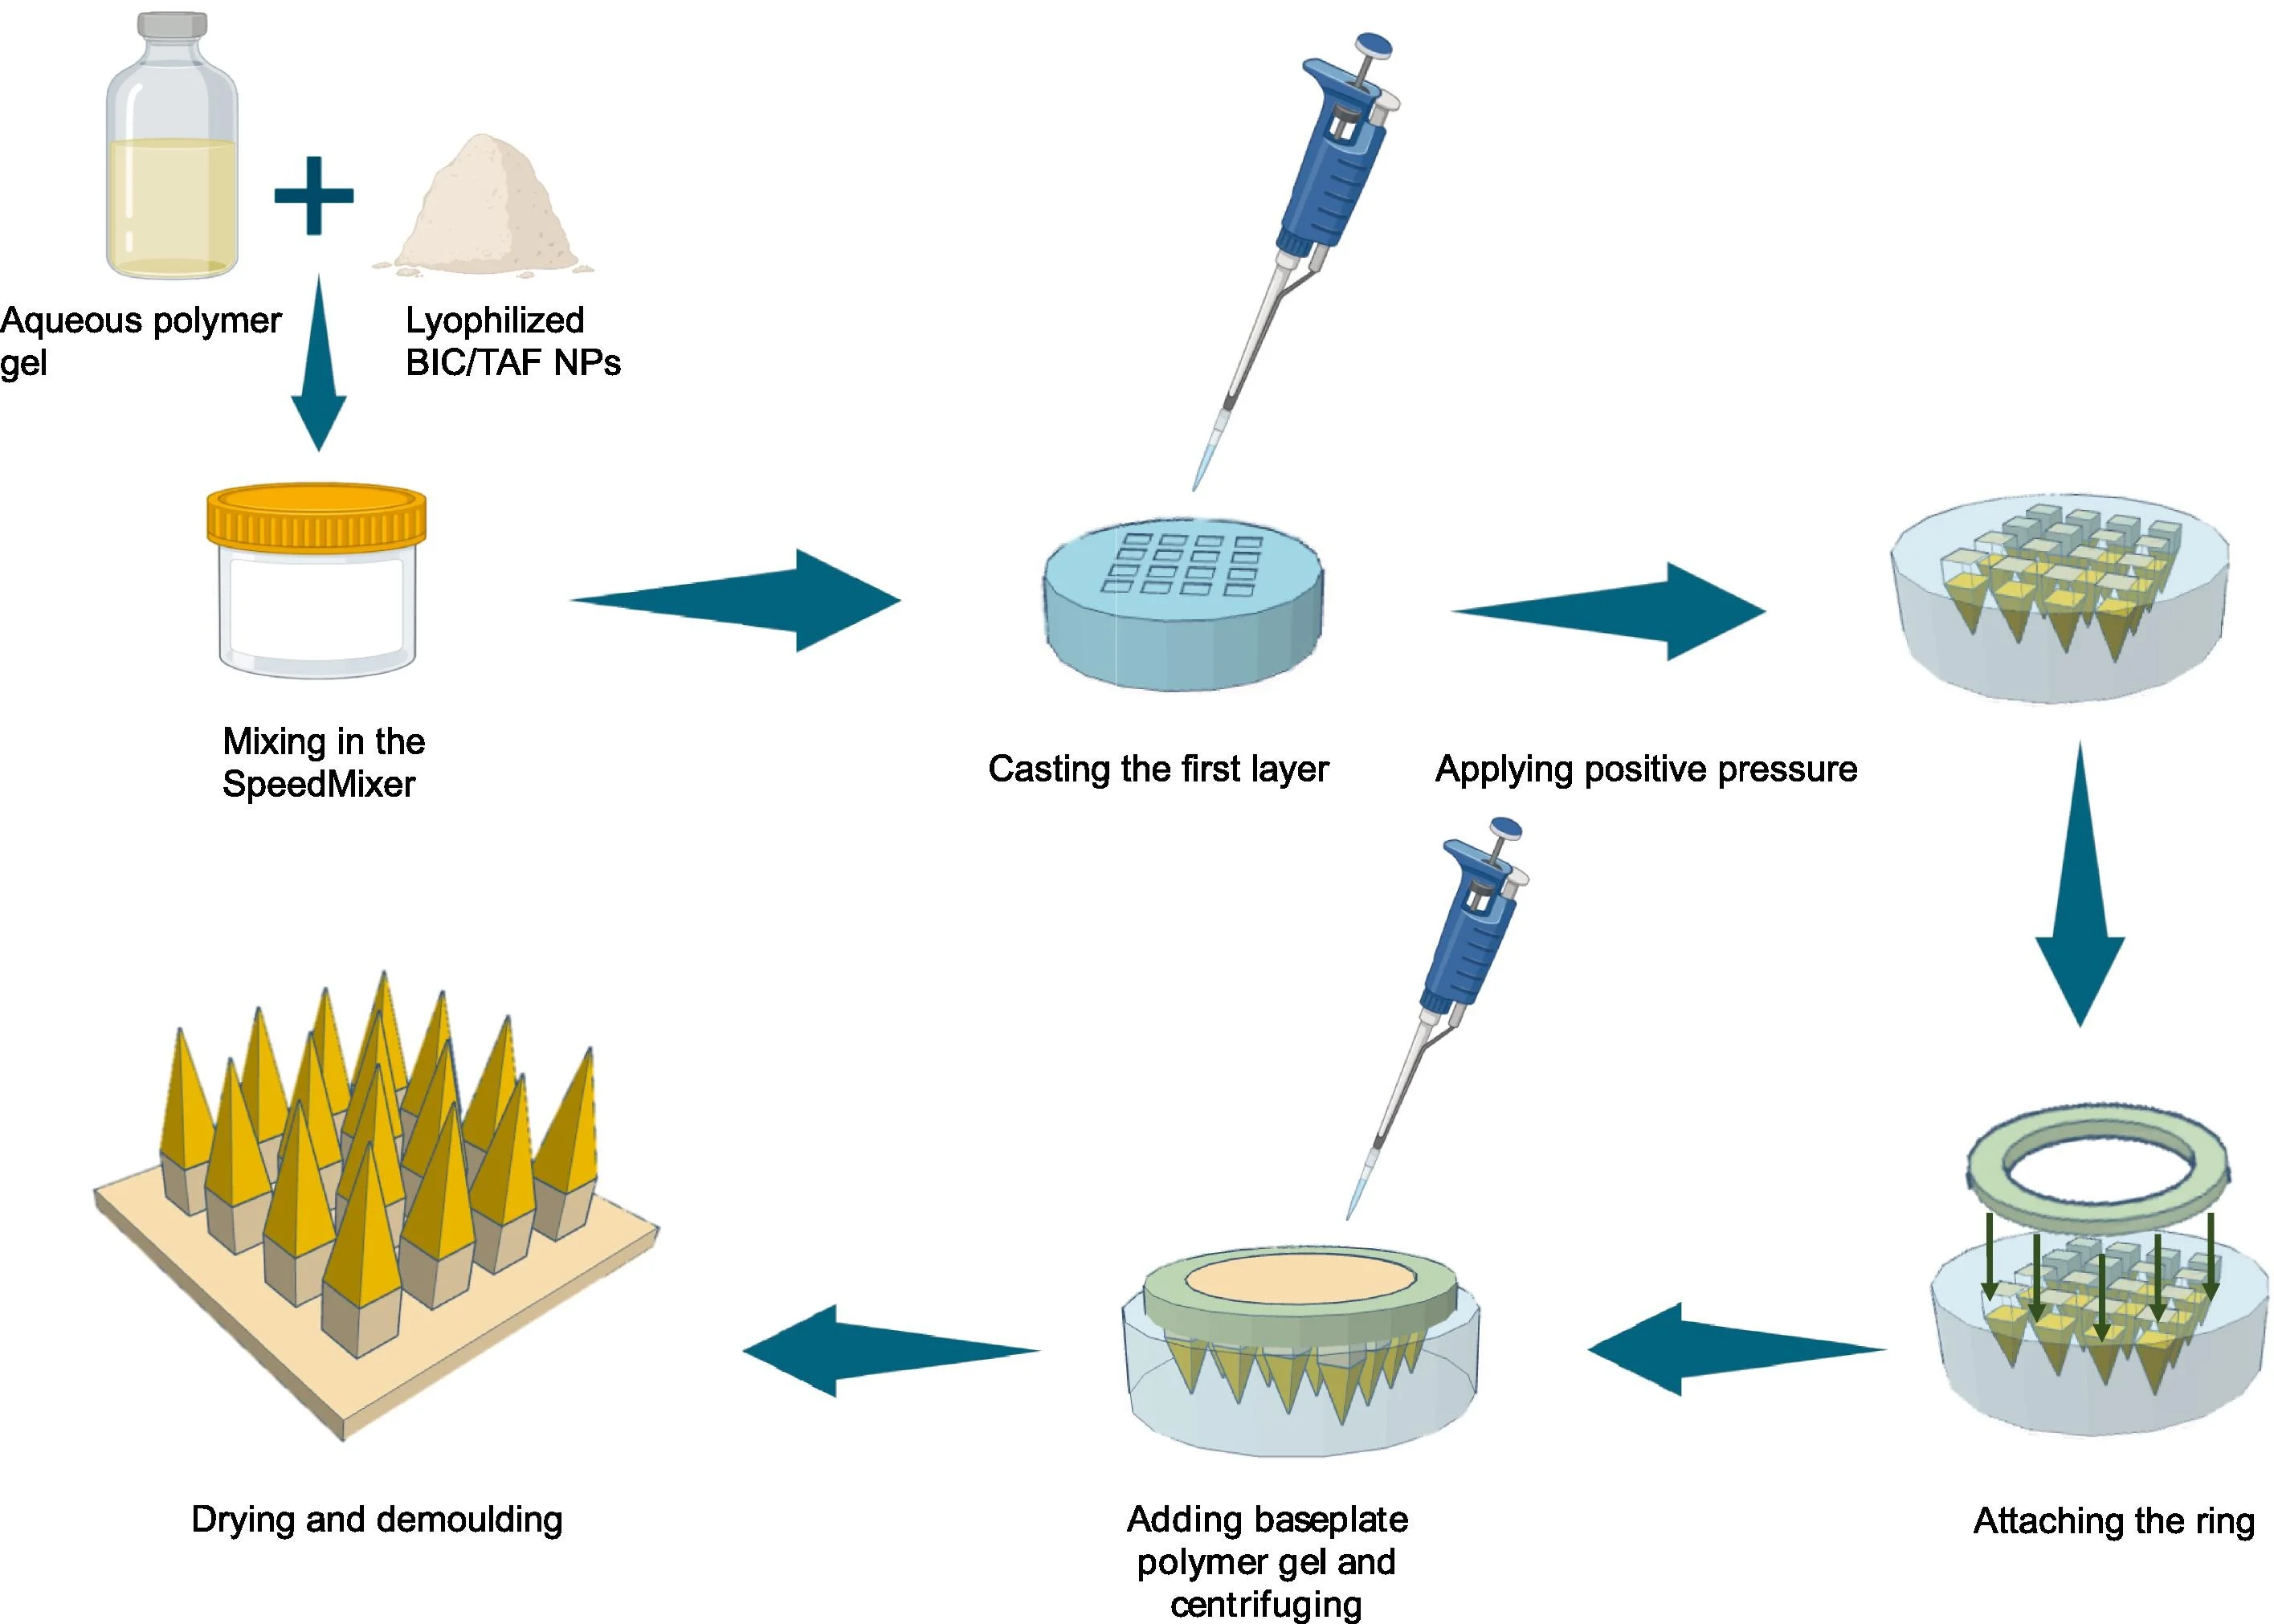 Aqueous polymer
gel
Lyophilized
BIC/TAF NPs
Mixing in the
SpeedMixer
Casting the first layer
Applying positive pressure
Drying and demoulding
Adding baseplate
polymer gel and
centrifuging
Attaching the ring